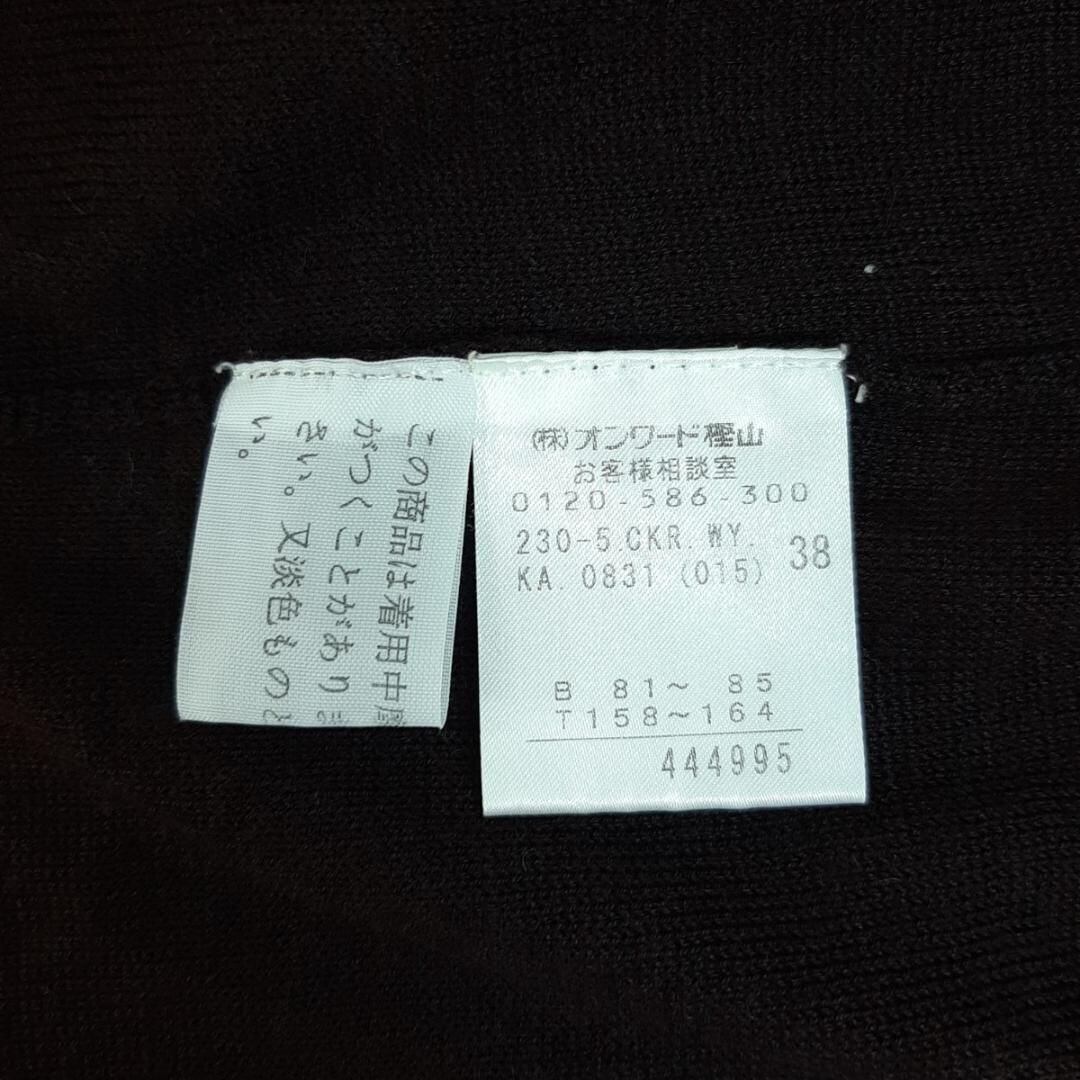 この商品は着用中
がつくことがあり
さい。又淡色もの
い。
(株)オンワード樫山
お客様相談室
0120-586-300
230-5.CKR.WY.
KA.0831 (015) 38
B 81~ 85
T158~164
444995